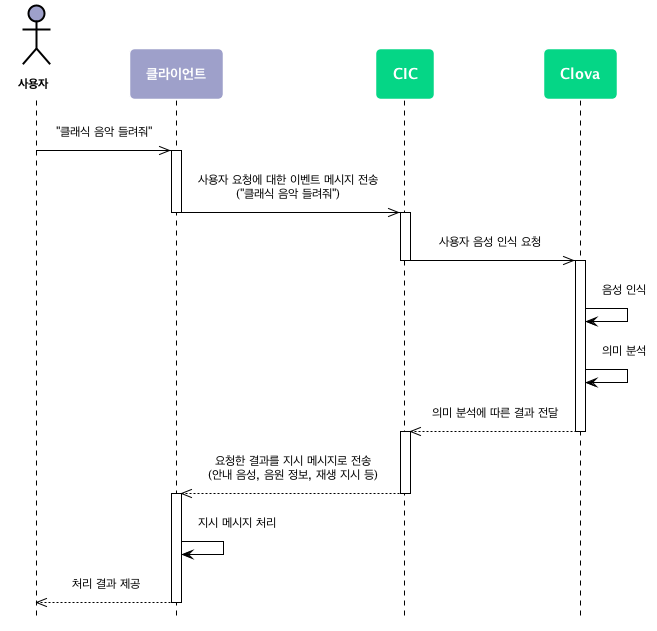 사용자
클라이언트
CIC
Clova
"클래식 음악 들려줘"
사용자 요청에 대한 이벤트 메시지 전송
("클래식 음악 들려줘")
사용자 음성 인식 요청
음성 인식
의미 분석
의미 분석에 따른 결과 전달
요청한 결과를 지시 메시지로 전송
(안내 음성, 음원 정보, 재생 지시 등)
지시 메시지 처리
처리 결과 제공